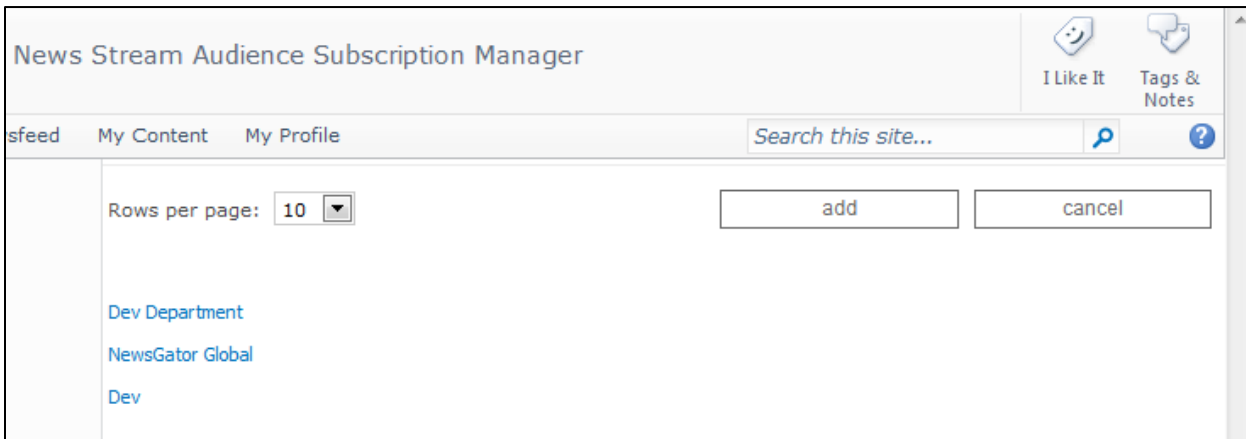 News Stream Audience Subscription Manager
I Like It
Tags &
Notes
sfeed My Content My Profile Search this site...
Rows per page: 10 add cancel
Dev Department
NewsGator Global
Dev